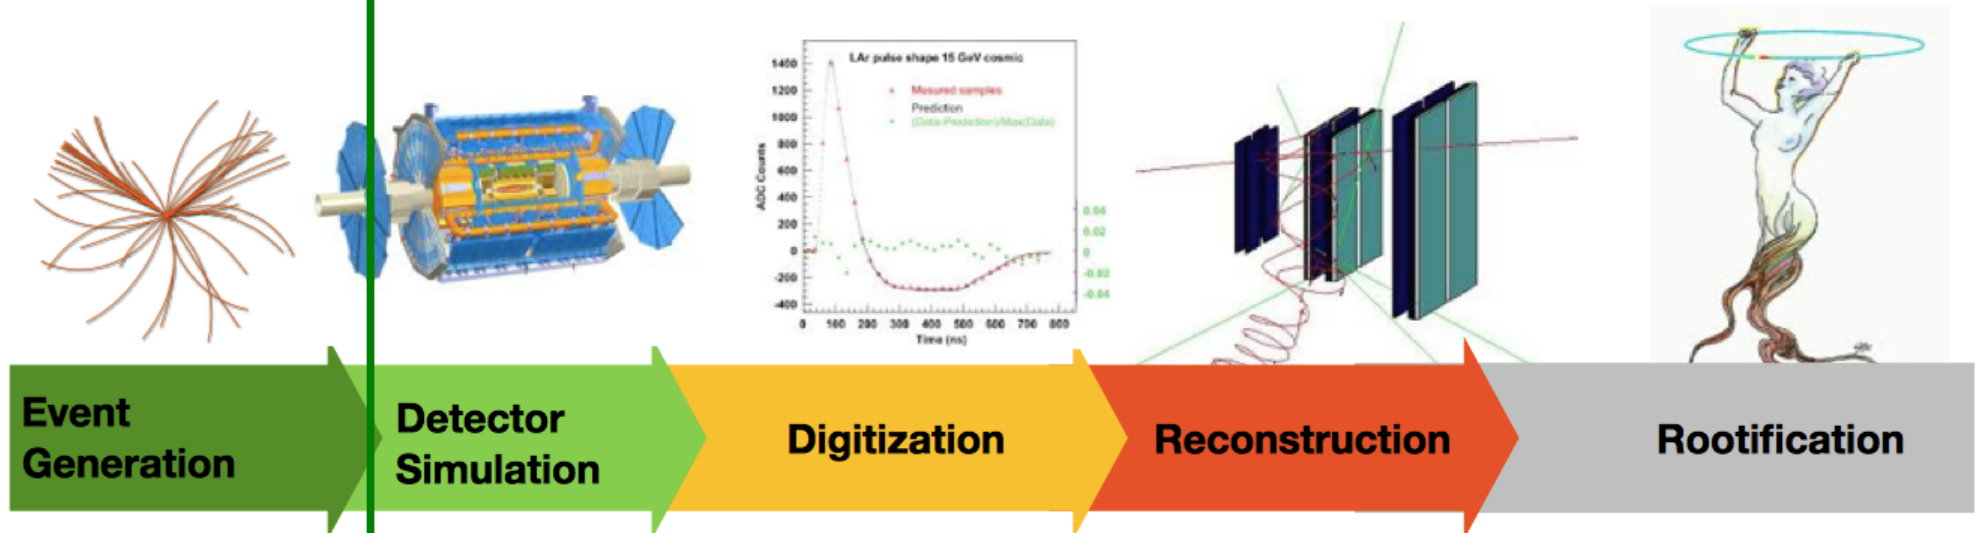 LAr pulse shape 15 GeV cosmic
Mesured samples
Prediction
(Data-Prediction)/Max(Data)
ADC Counts
1400
1200
1000
800
600
400
200
0
-200
-400
0.04
0.02
0
-0.02
-0.04
0 100 200 300 400 500 600 700 800
Time (ns)
Event
Generation
Detector
Simulation
Digitization
Reconstruction
Rootification